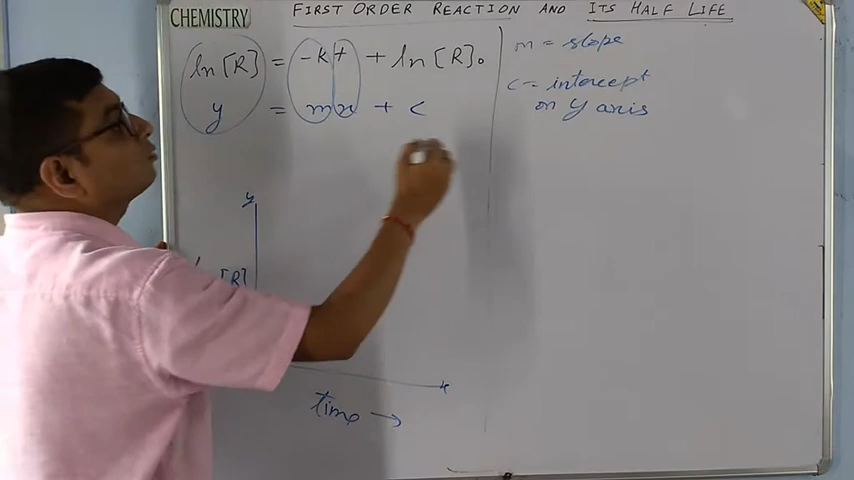 CHEMISTRY
FIRST ORDER REACTION AND ITS HALF LIFE
ln [R] = -kt + ln [R]₀
y = mx + c
m = slope
c = intercept
on y axis
y
[R]
x
time →